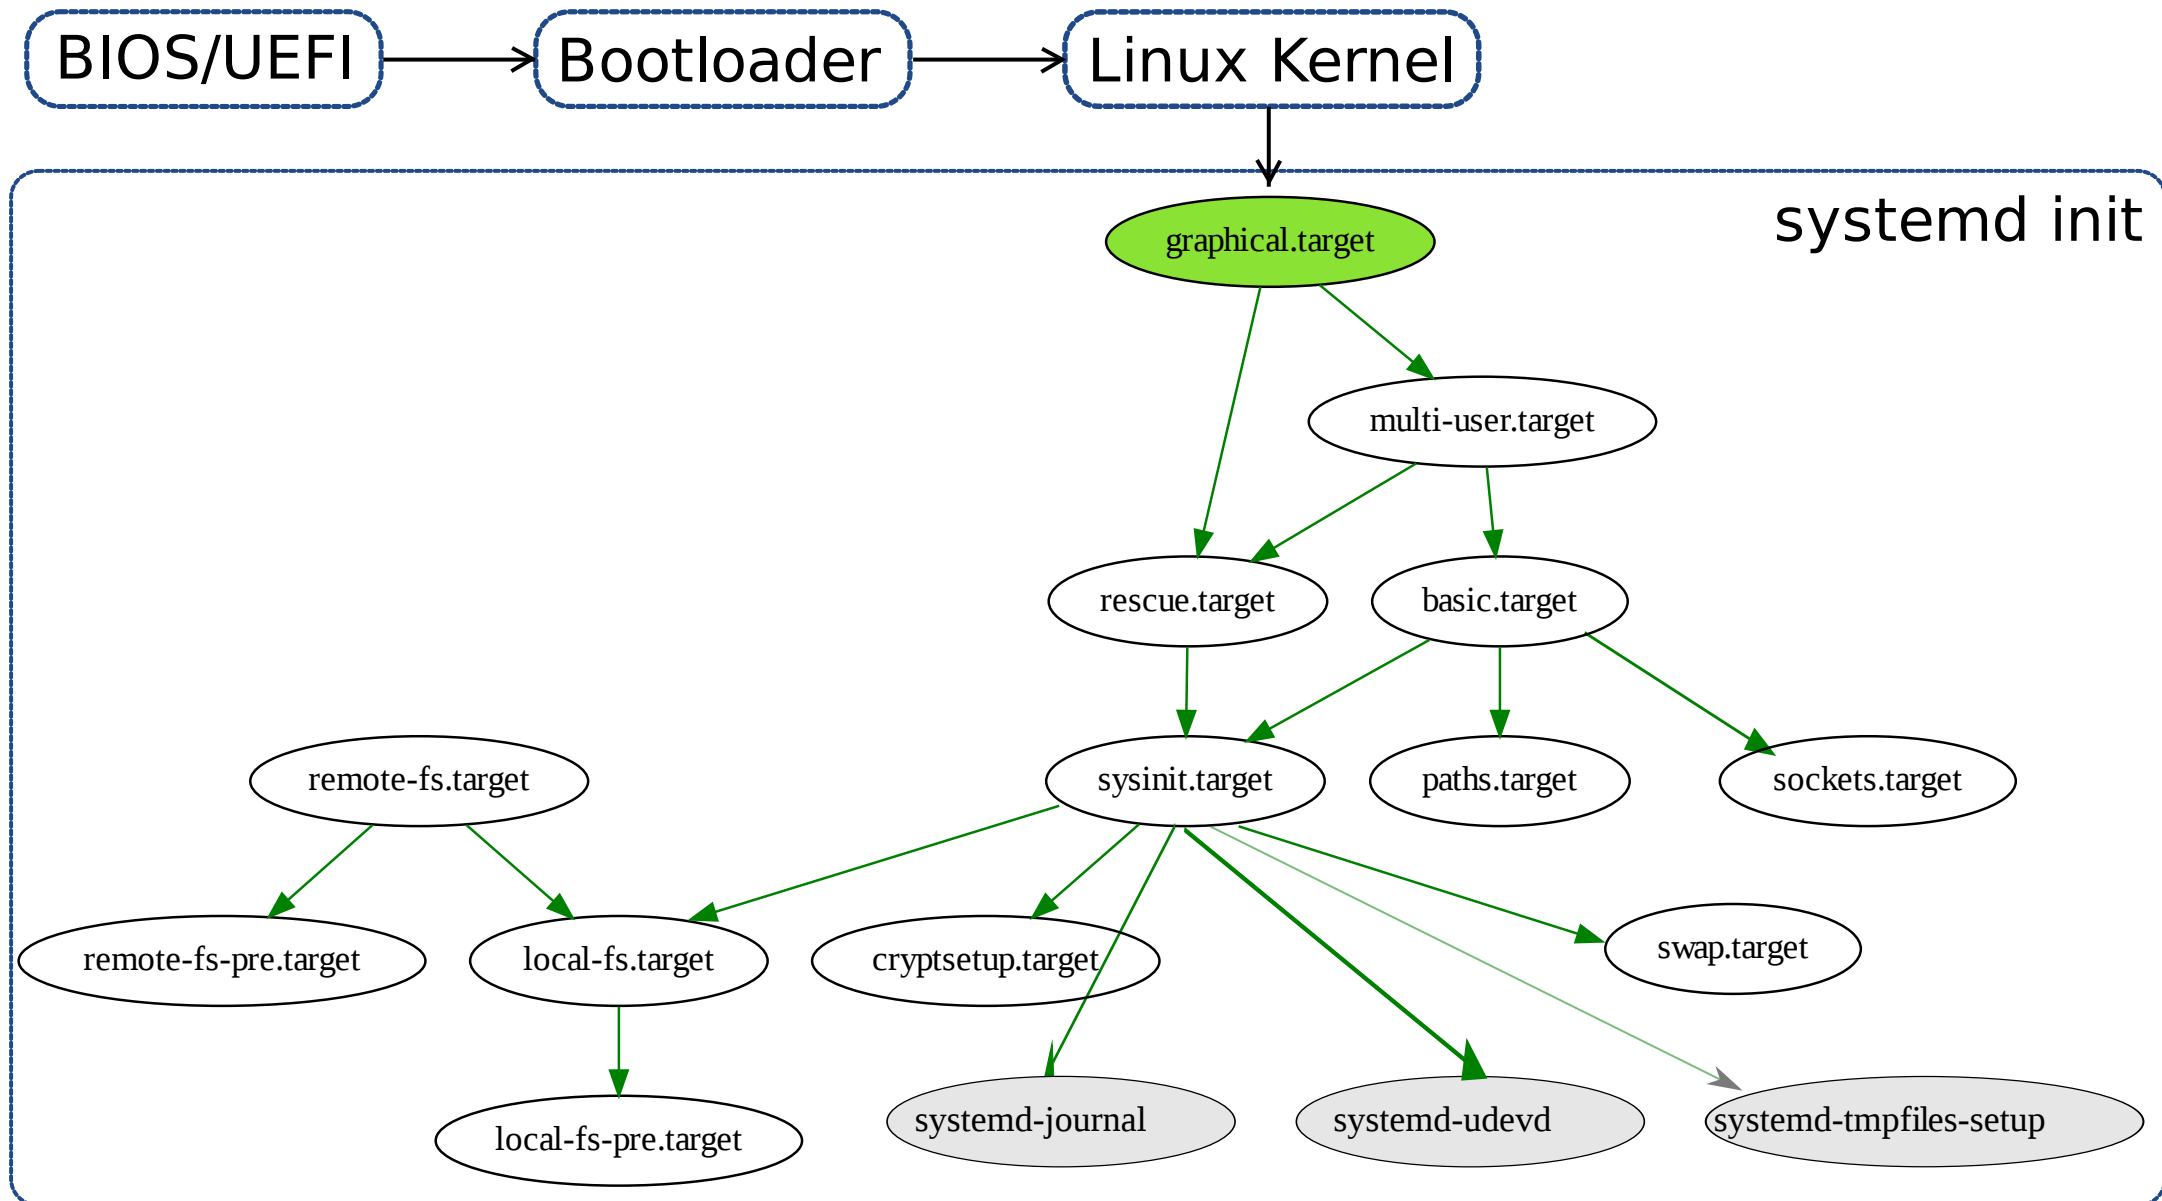 BIOS/UEFI
Bootloader
Linux Kernel
systemd init
graphical.target
multi-user.target
rescue.target
basic.target
remote-fs.target
sysinit.target
paths.target
sockets.target
remote-fs-pre.target
local-fs.target
cryptsetup.target
swap.target
local-fs-pre.target
systemd-journal
systemd-udevd
systemd-tmpfiles-setup